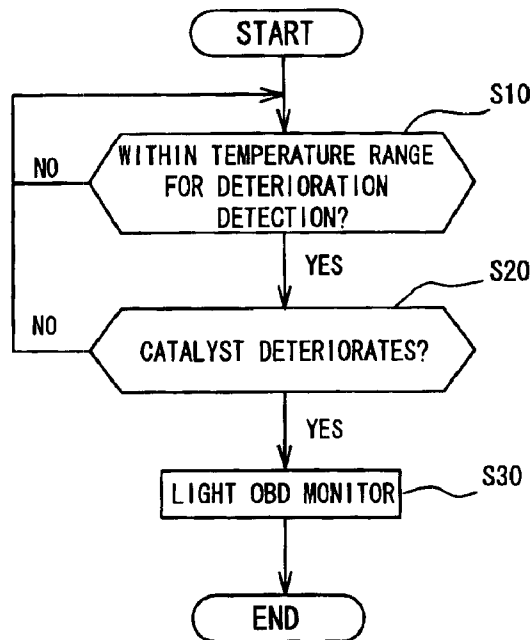 START
S10
WITHIN TEMPERATURE RANGE
FOR DETERIORATION
DETECTION?
NO
YES
S20
CATALYST DETERIORATES?
NO
YES
S30
LIGHT OBD MONITOR
END